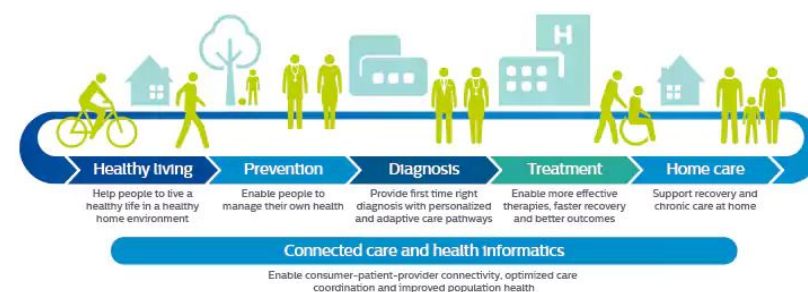 H
Healthy living
Prevention
Diagnosis
Treatment
Home care
Help people to live a
healthy life in a healthy
home environment
Enable people to
manage their own health
Provide first time right
diagnosis with personalized
and adaptive care pathways
Enable more effective
therapies, faster recovery
and better outcomes
Support recovery and
chronic care at home
Connected care and health informatics
Enable consumer-patient-provider connectivity, optimized care
coordination and improved population health